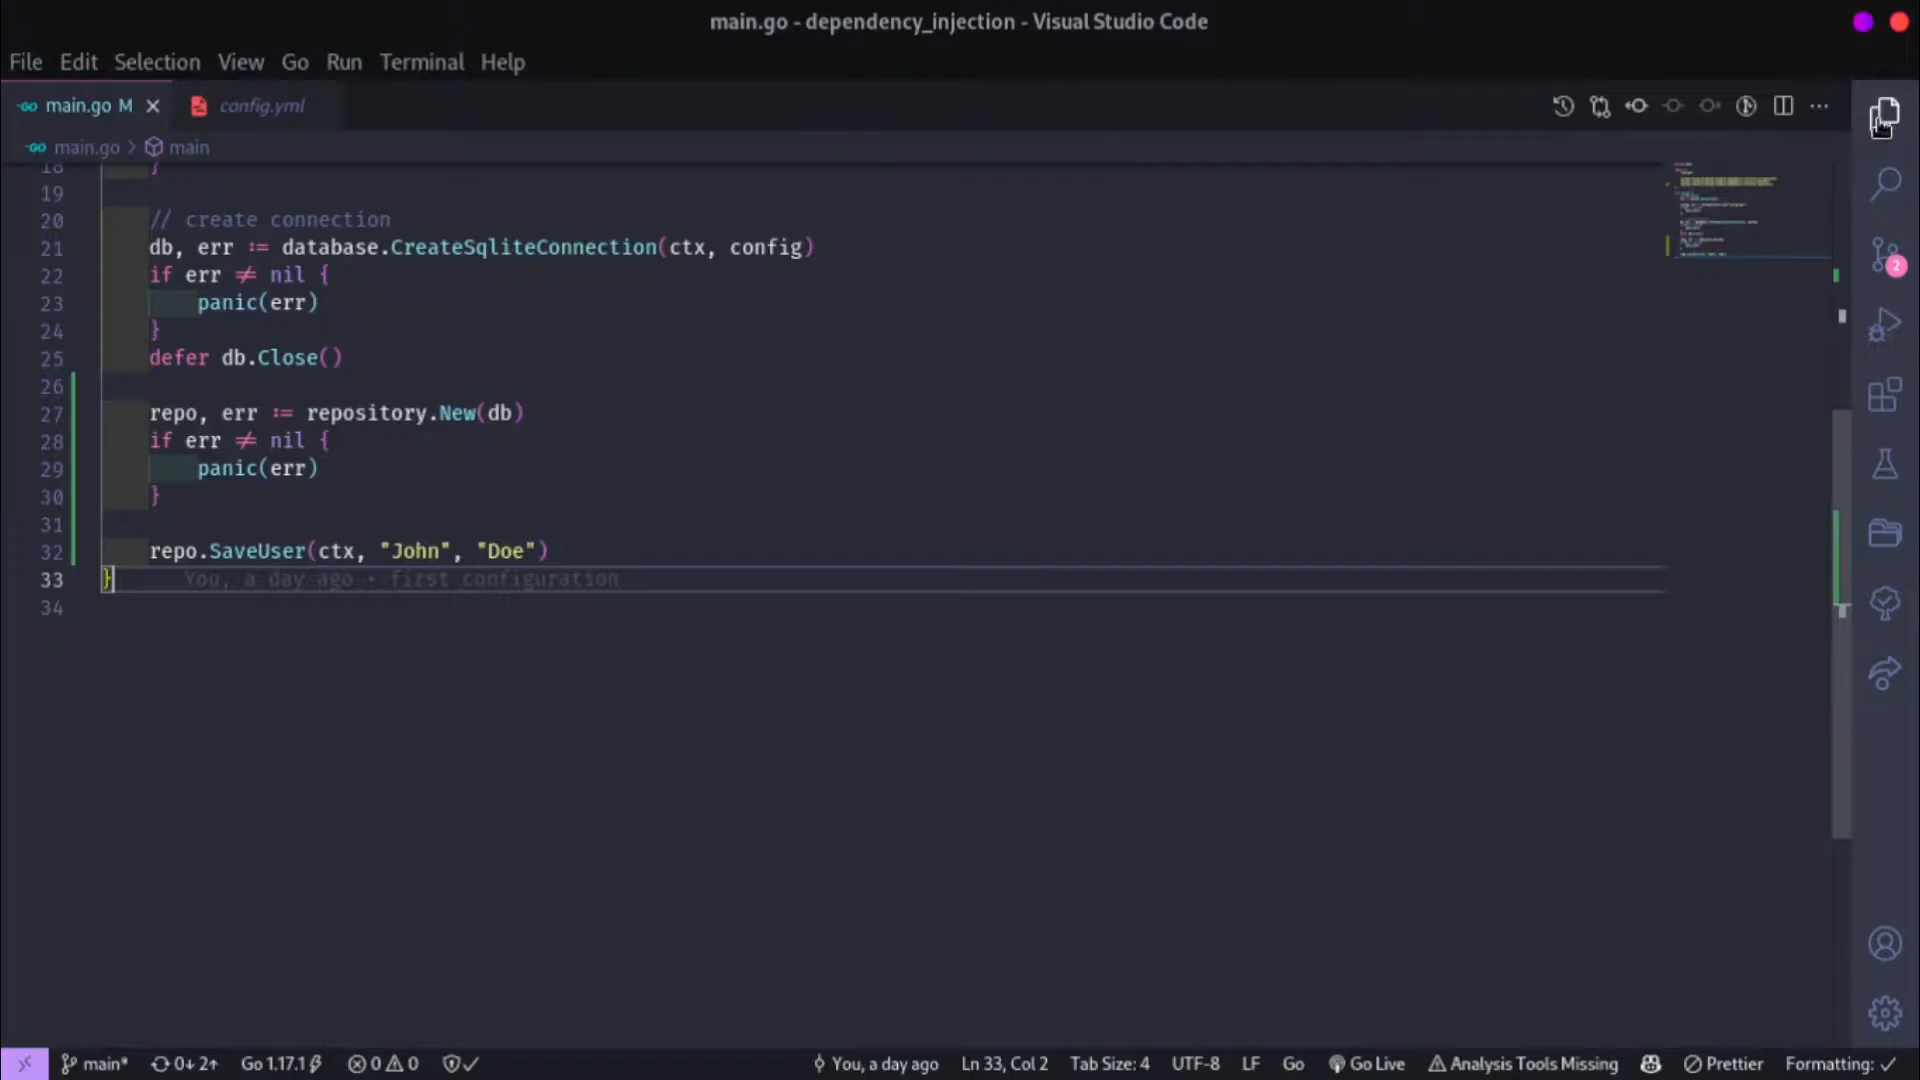 main.go - dependency_injection - Visual Studio Code
File Edit Selection View Go Run Terminal Help
main.go M config.yml
main.go > main
18 }
19
20 // create connection
21 db, err := database.CreateSqliteConnection(ctx, config)
22 if err ≠ nil {
23 panic(err)
24 }
25 defer db.Close()
26
27 repo, err := repository.New(db)
28 if err ≠ nil {
29 panic(err)
30 }
31
32 repo.SaveUser(ctx, "John", "Doe")
33 } You, a day ago • first configuration
34
2
main* 0↓ 2↑ Go 1.17.1 0 0 You, a day ago Ln 33, Col 2 Tab Size: 4 UTF-8 LF Go Go Live Analysis Tools Missing Prettier Formatting: ✓